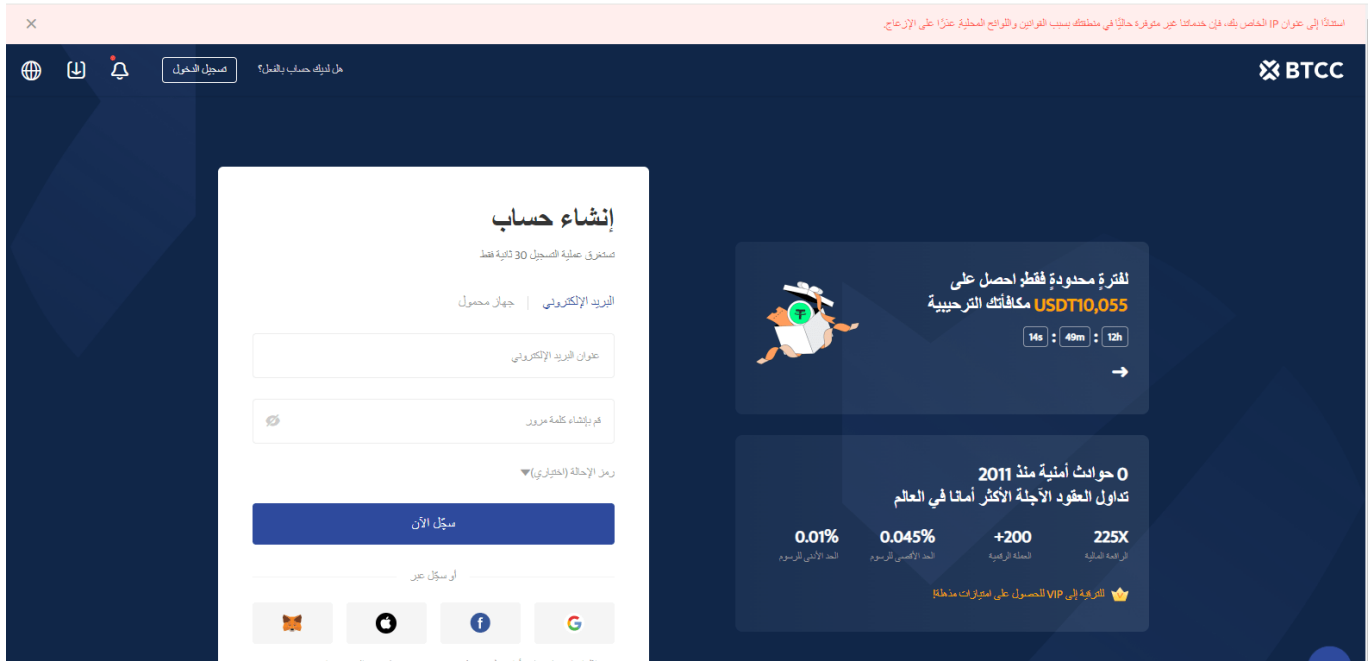 استنادًا إلى عنوان IP الخاص بك، فإن خدماتنا غير متوفرة حاليًا في منطقتك بسبب القوانين واللوائح المحلية. عذرًا على الإزعاج.
BTCC
هل لديك حساب بالفعل؟
تسجيل الدخول
إنشاء حساب
تستغرق عملية التسجيل 30 ثانية فقط
البريد الإلكتروني | جهاز محمول
عنوان البريد الإلكتروني
قم بإنشاء كلمة مرور
رمز الإحالة (اختياري)
سجّل الآن
أو سجّل عبر
لفترةٍ محدودةٍ فقط: احصل على
USDT10,055 مكافأتك الترحيبية
12h : 49m : 14s
0 حوادث أمنية منذ 2011
تداول العقود الآجلة الأكثر أمانا في العالم
225X
+200
0.045%
0.01%
الرافعة المالية
العملة الرقمية
الحد الأقصى للرسوم
الحد الأدنى للرسوم
للترقية إلى VIP للحصول على امتيازات مذهلة!